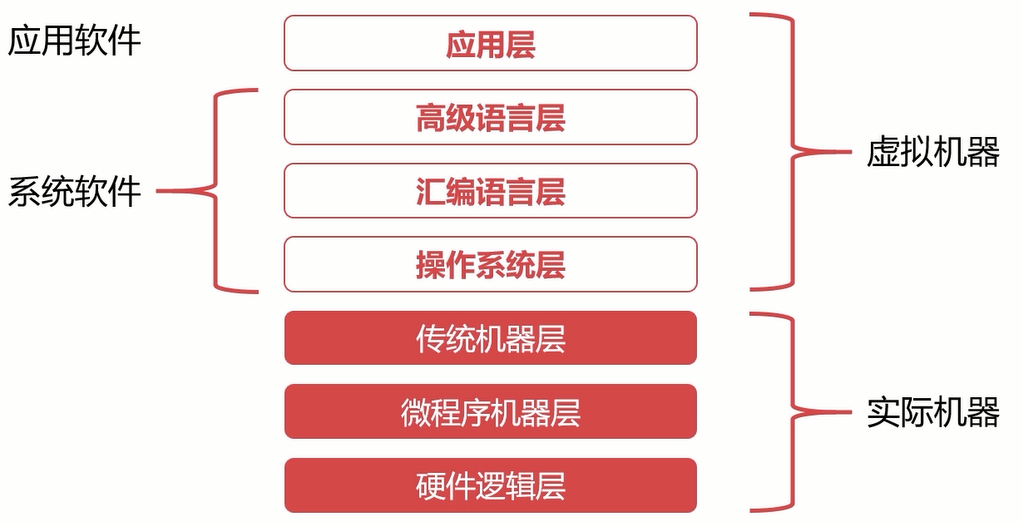 应用软件
应用层
高级语言层
虚拟机器
系统软件
汇编语言层
操作系统层
传统机器层
微程序机器层
实际机器
硬件逻辑层